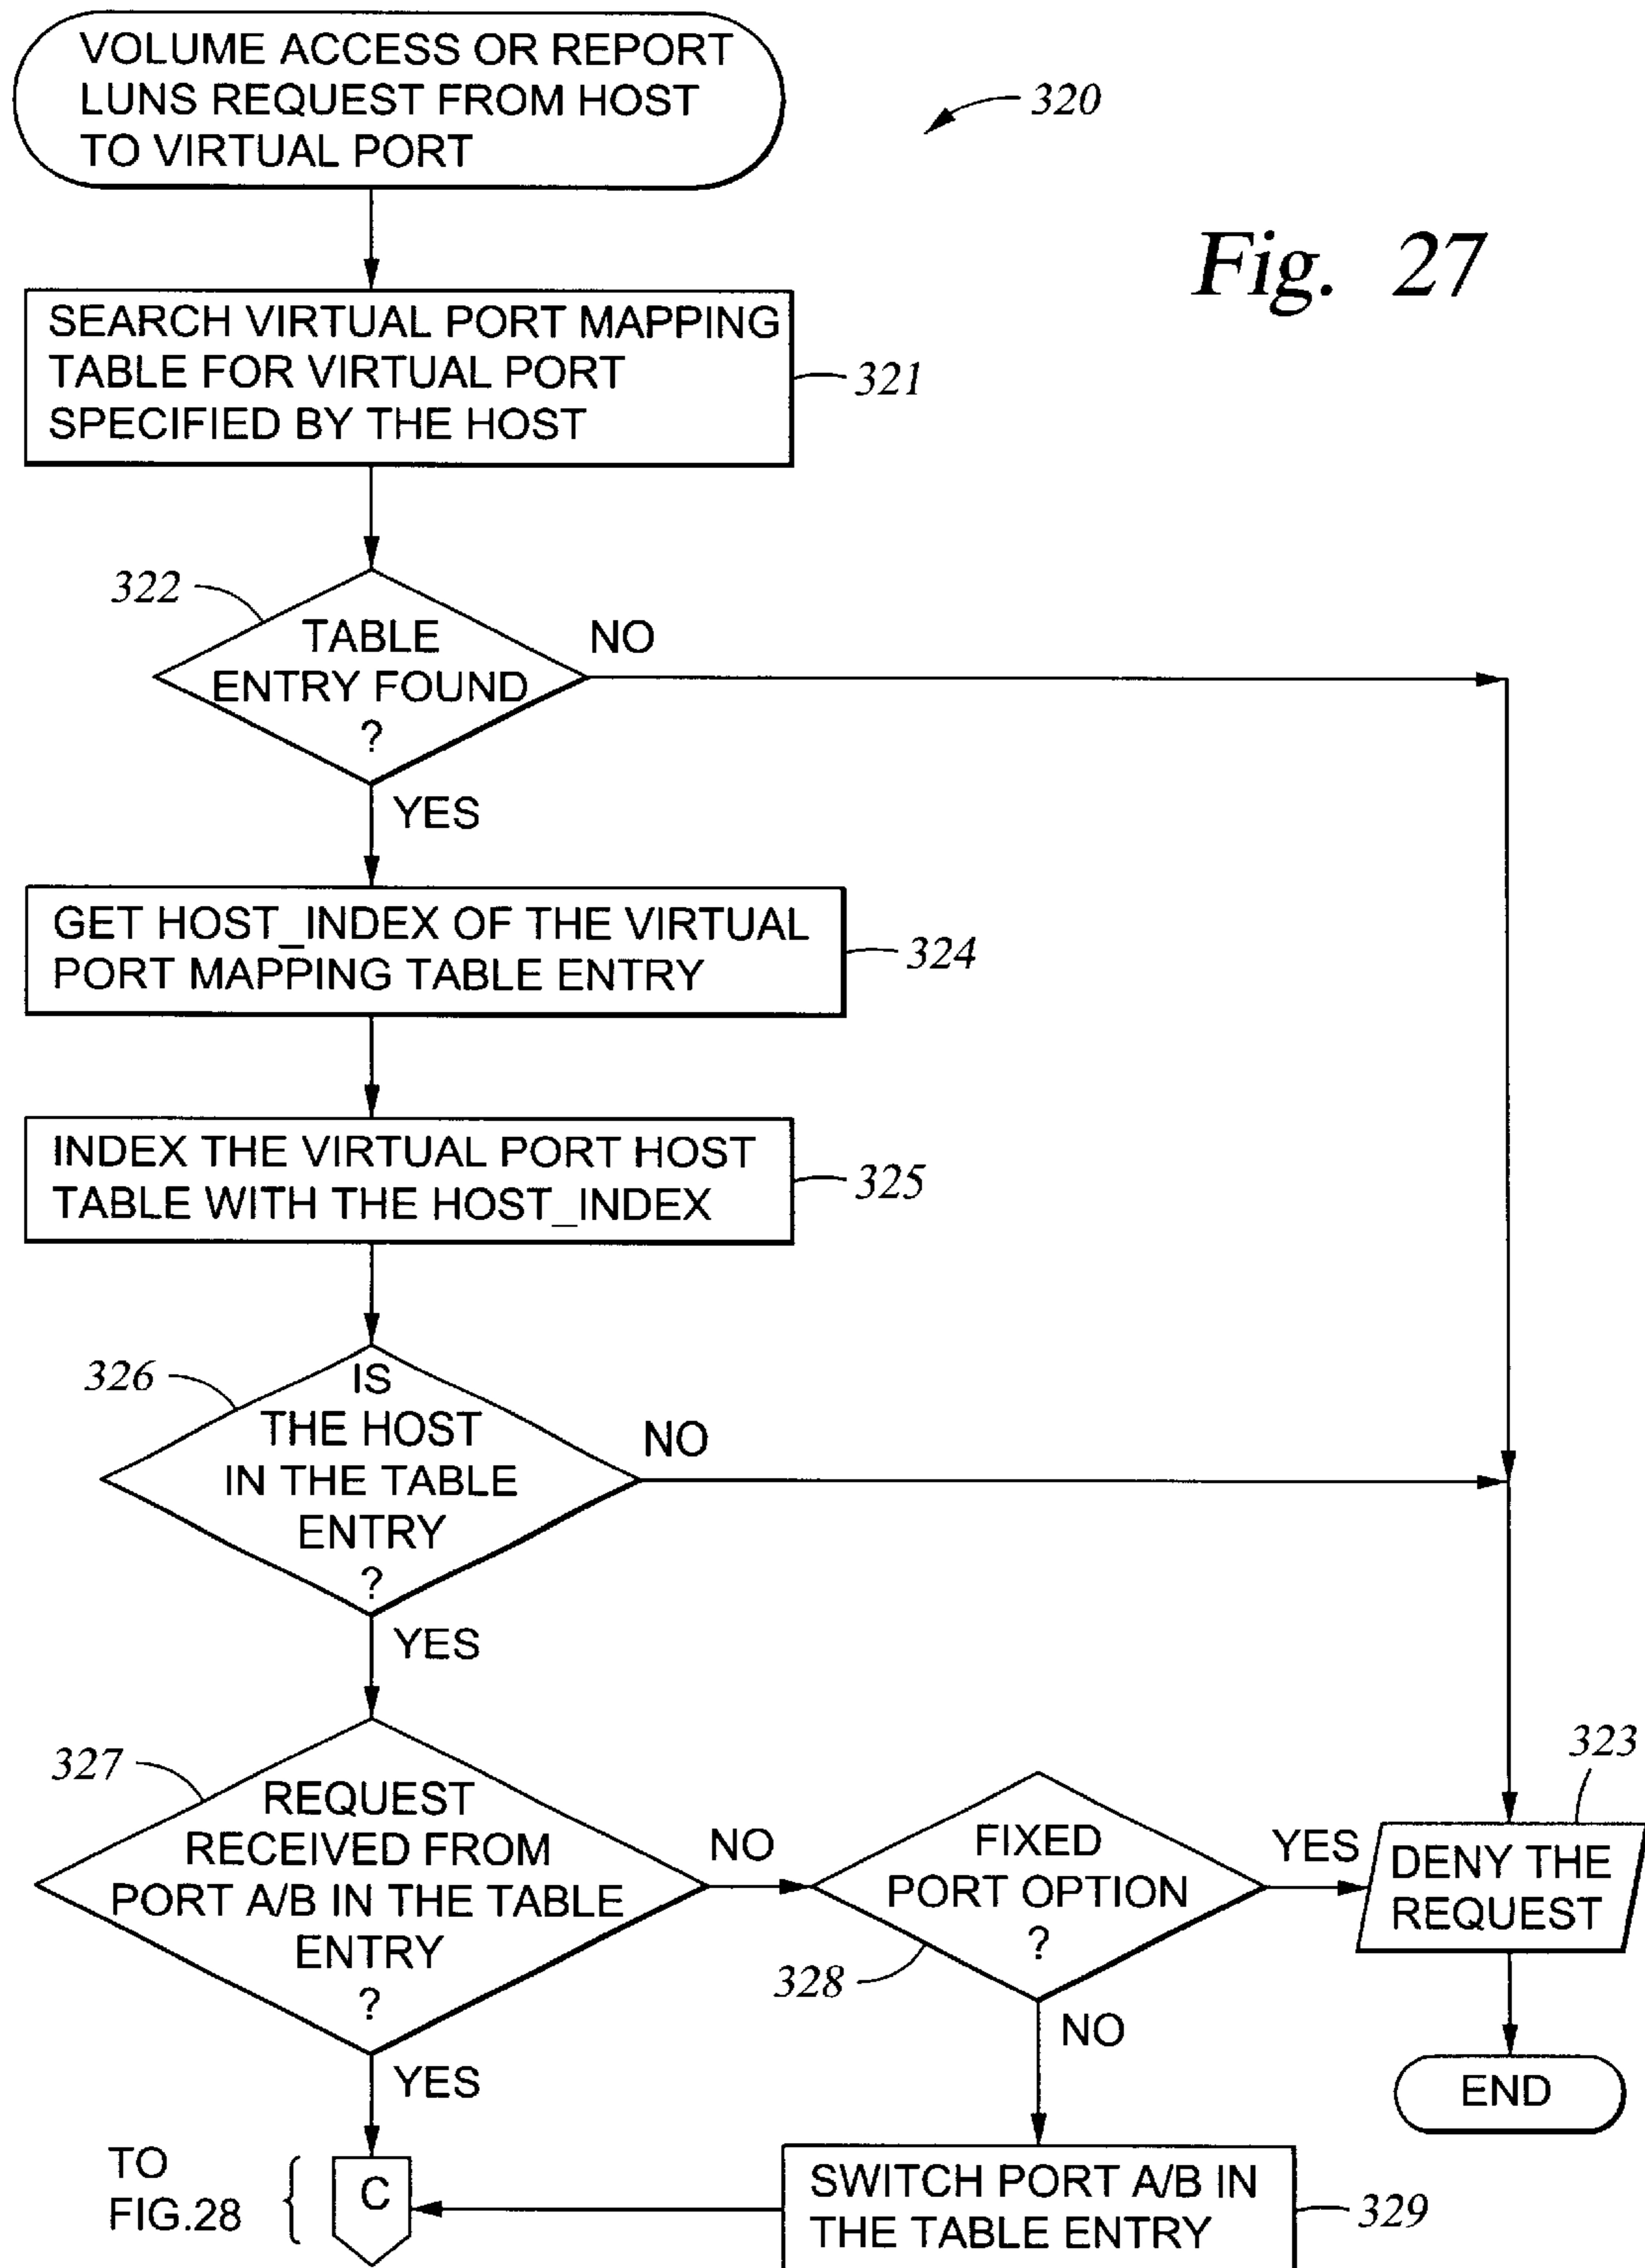 VOLUME ACCESS OR REPORT
LUNS REQUEST FROM HOST
TO VIRTUAL PORT
320
Fig. 27
SEARCH VIRTUAL PORT MAPPING
TABLE FOR VIRTUAL PORT
SPECIFIED BY THE HOST
321
322
TABLE
ENTRY FOUND
?
NO
YES
GET HOST_INDEX OF THE VIRTUAL
PORT MAPPING TABLE ENTRY
324
INDEX THE VIRTUAL PORT HOST
TABLE WITH THE HOST_INDEX
325
326
IS
THE HOST
IN THE TABLE
ENTRY
?
NO
YES
327
REQUEST
RECEIVED FROM
PORT A/B IN THE TABLE
ENTRY
?
NO
YES
FIXED
PORT OPTION
?
328
YES
NO
323
DENY THE
REQUEST
END
TO
FIG.28
C
SWITCH PORT A/B IN
THE TABLE ENTRY
329